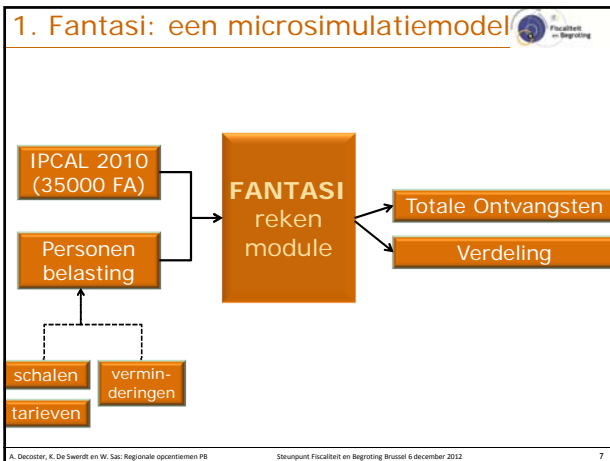 1. Fantasi: een microsimulatiemodel
Fiscaliteit
en Begroting
IPCAL 2010
(35000 FA)
Personen
belasting
FANTASI
reken
module
Totale Ontvangsten
Verdeling
schalen
vermin-
deringen
tarieven
A. Decoster, K. De Swerdt en W. Sas: Regionale opcentiemen PB
Steunpunt Fiscaliteit en Begroting Brussel 6 december 2012
7